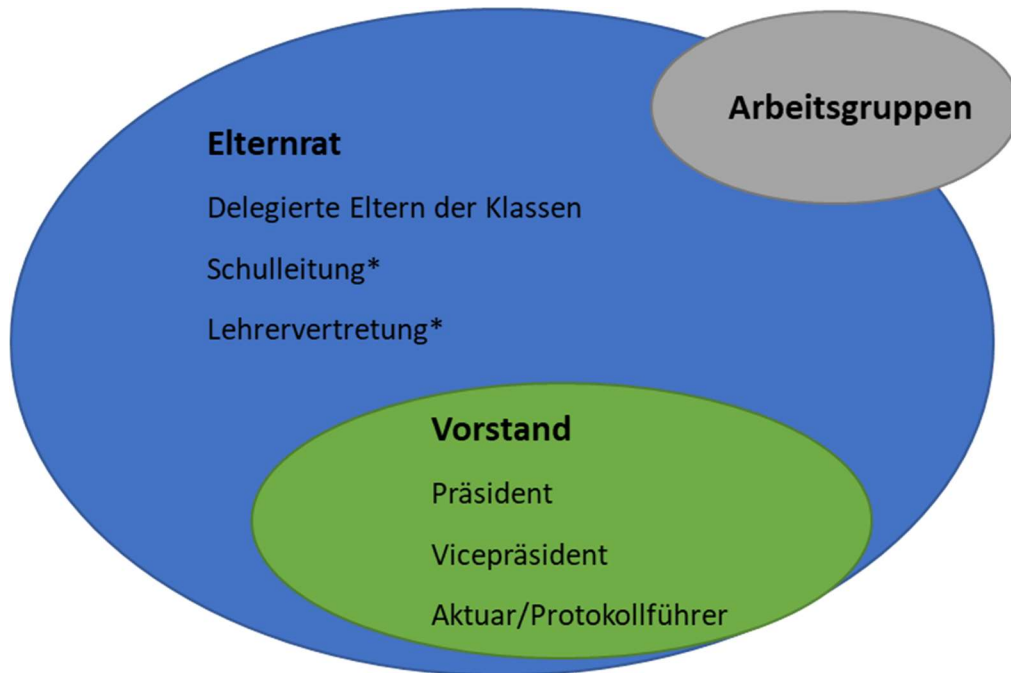 Arbeitsgruppen
Elternrat
Delegierte Eltern der Klassen
Schulleitung*
Lehrervertretung*
Vorstand
Präsident
Vicepräsident
Aktuar/Protokollführer